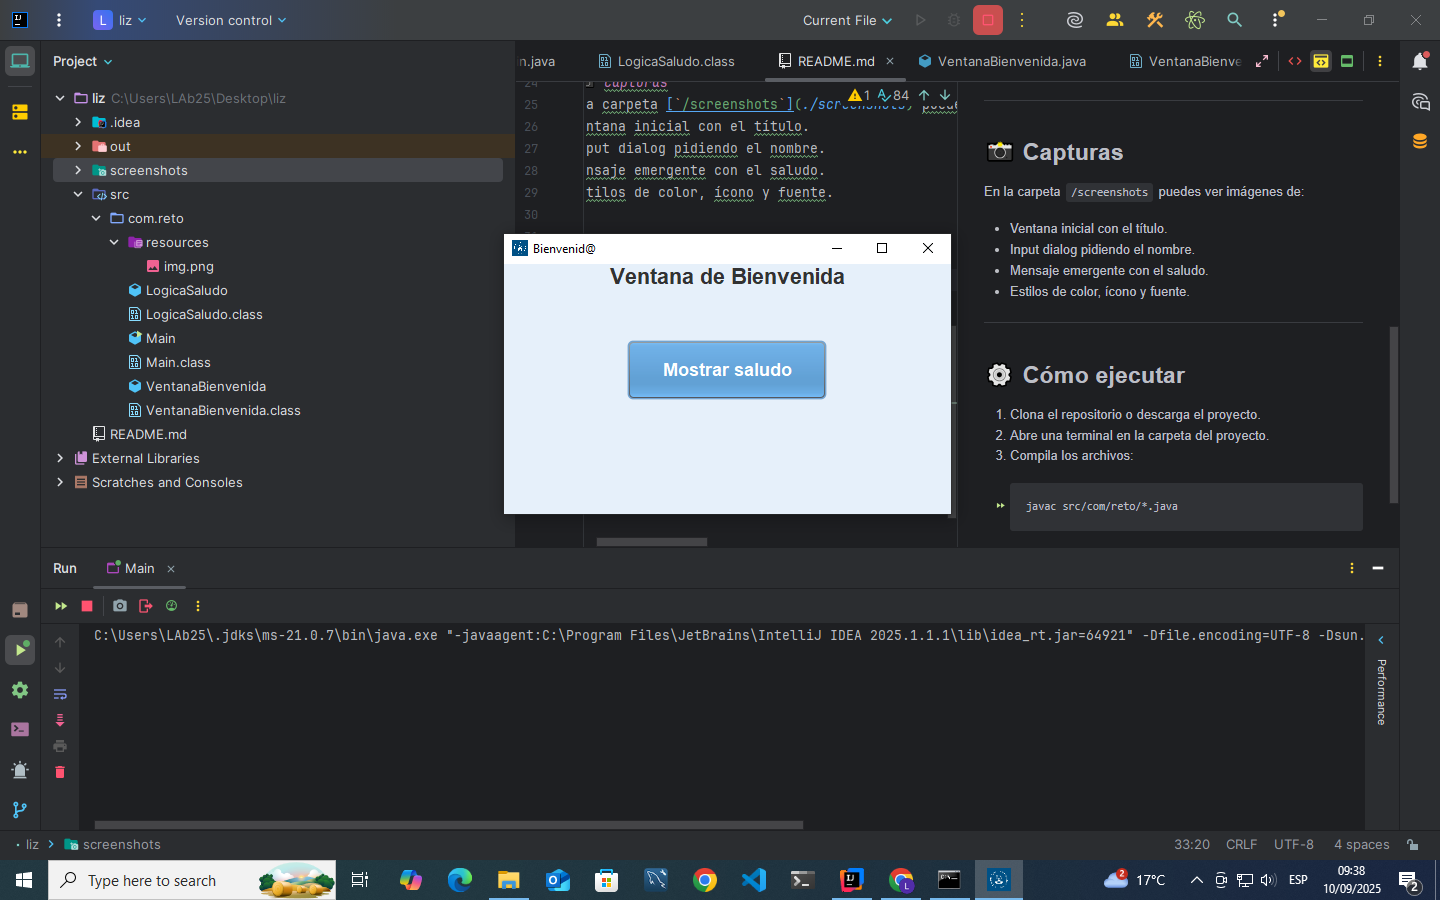 L liz Version control Current File
Project
n.java LogicaSaludo.class README.md VentanaBienvenida.java VentanaBienve
liz C:\Users\LAb25\Desktop\liz
.idea
out
screenshots
src
com.reto
resources
img.png
LogicaSaludo
LogicaSaludo.class
Main
Main.class
VentanaBienvenida
VentanaBienvenida.class
README.md
External Libraries
Scratches and Consoles
24 capturas
1 84
25 a carpeta [`/screenshots`](./screenshots) puede
26 ntana inicial con el título.
27 put dialog pidiendo el nombre.
28 nsaje emergente con el saludo.
29 tilos de color, ícono y fuente.
30
Bienvenid@
Ventana de Bienvenida
Mostrar saludo
Capturas
En la carpeta /screenshots puedes ver imágenes de:
• Ventana inicial con el título.
• Input dialog pidiendo el nombre.
• Mensaje emergente con el saludo.
• Estilos de color, ícono y fuente.
Cómo ejecutar
1. Clona el repositorio o descarga el proyecto.
2. Abre una terminal en la carpeta del proyecto.
3. Compila los archivos:
javac src/com/reto/*.java
Run Main
C:\Users\LAb25\.jdks\ms-21.0.7\bin\java.exe "-javaagent:C:\Program Files\JetBrains\IntelliJ IDEA 2025.1.1.1\lib\idea_rt.jar=64921" -Dfile.encoding=UTF-8 -Dsun.
Performance
liz screenshots
33:20 CRLF UTF-8 4 spaces
Type here to search
2 17°C ESP
09:38
10/09/2025
2